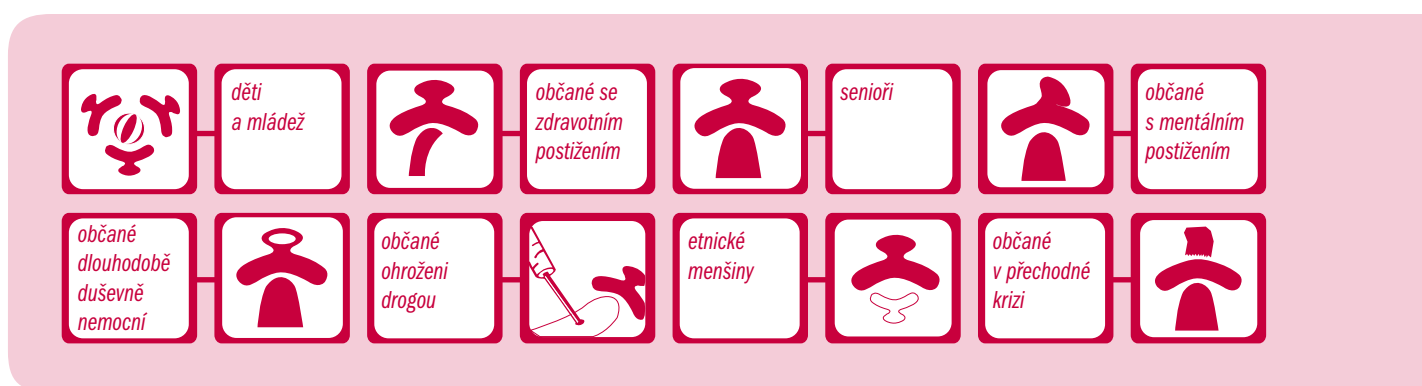 děti
a mládež
občané se
zdravotním
postižením
senioři
občané
s mentálním
postižením
občané
dlouhodobě
duševně
nemocní
občané
ohroženi
drogou
etnické
menšiny
občané
v přechodné
krizi